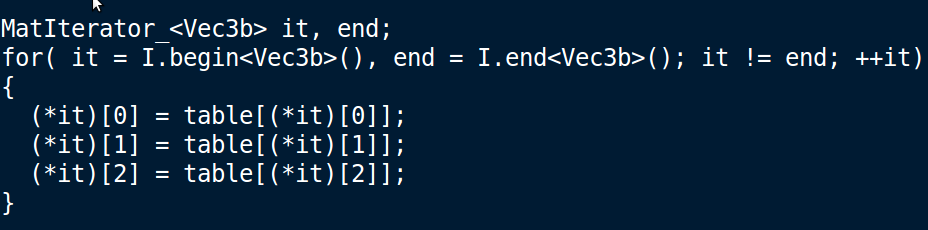 MatIterator_<Vec3b> it, end;
for( it = I.begin<Vec3b>(), end = I.end<Vec3b>(); it != end; ++it)
{
  (*it)[0] = table[(*it)[0]];
  (*it)[1] = table[(*it)[1]];
  (*it)[2] = table[(*it)[2]];
}